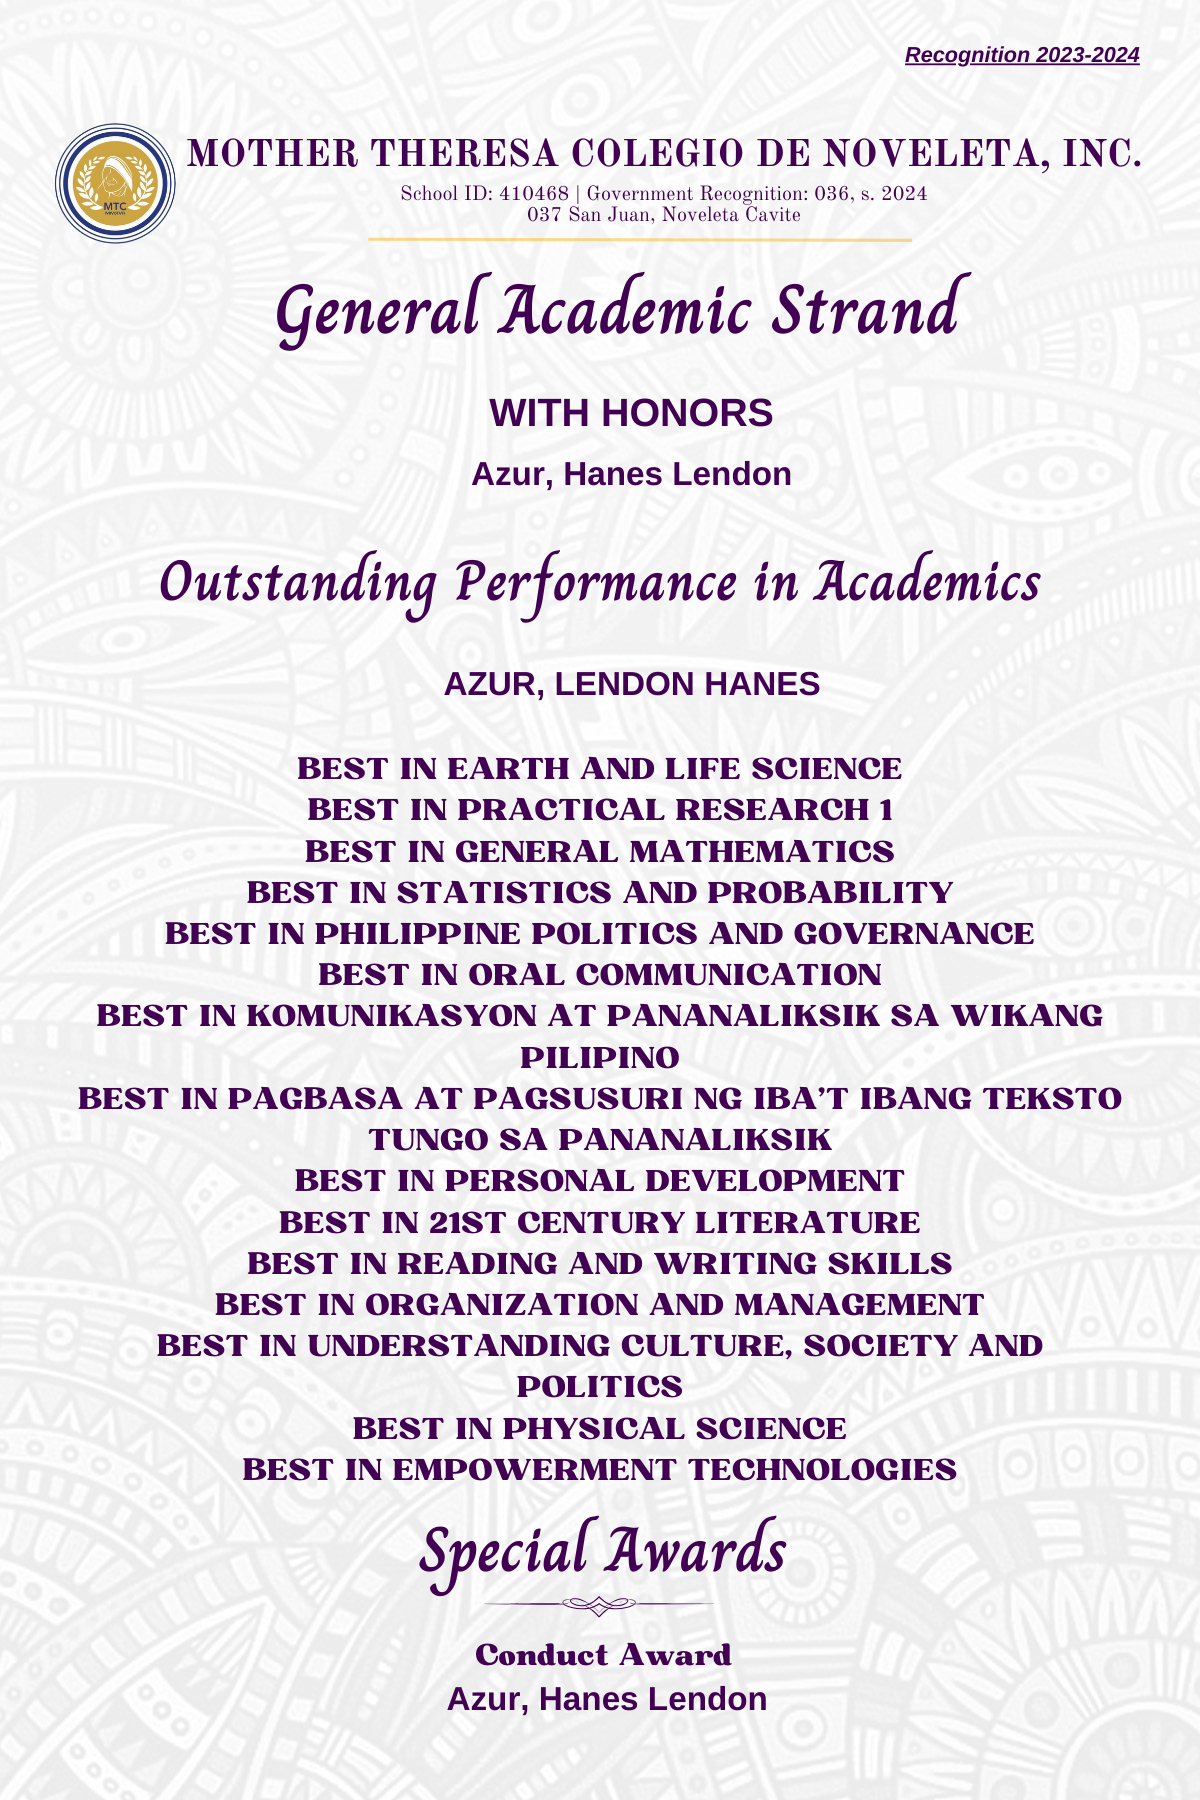 Recognition 2023-2024
MOTHER THERESA COLEGIO DE NOVELETA, INC.
School ID: 410468 | Government Recognition: 036, s. 2024
037 San Juan, Noveleta Cavite
MTC
General Academic Strand
WITH HONORS
Azur, Hanes Lendon
Outstanding Performance in Academics
AZUR, LENDON HANES
BEST IN EARTH AND LIFE SCIENCE
BEST IN PRACTICAL RESEARCH 1
BEST IN GENERAL MATHEMATICS
BEST IN STATISTICS AND PROBABILITY
BEST IN PHILIPPINE POLITICS AND GOVERNANCE
BEST IN ORAL COMMUNICATION
BEST IN KOMUNIKASYON AT PANANALIKSIK SA WIKANG
PILIPINO
BEST IN PAGBASA AT PAGSUSURI NG IBA'T IBANG TEKSTO
TUNGO SA PANANALIKSIK
BEST IN PERSONAL DEVELOPMENT
BEST IN 21ST CENTURY LITERATURE
BEST IN READING AND WRITING SKILLS
BEST IN ORGANIZATION AND MANAGEMENT
BEST IN UNDERSTANDING CULTURE, SOCIETY AND
POLITICS
BEST IN PHYSICAL SCIENCE
BEST IN EMPOWERMENT TECHNOLOGIES
Special Awards
Conduct Award
Azur, Hanes Lendon